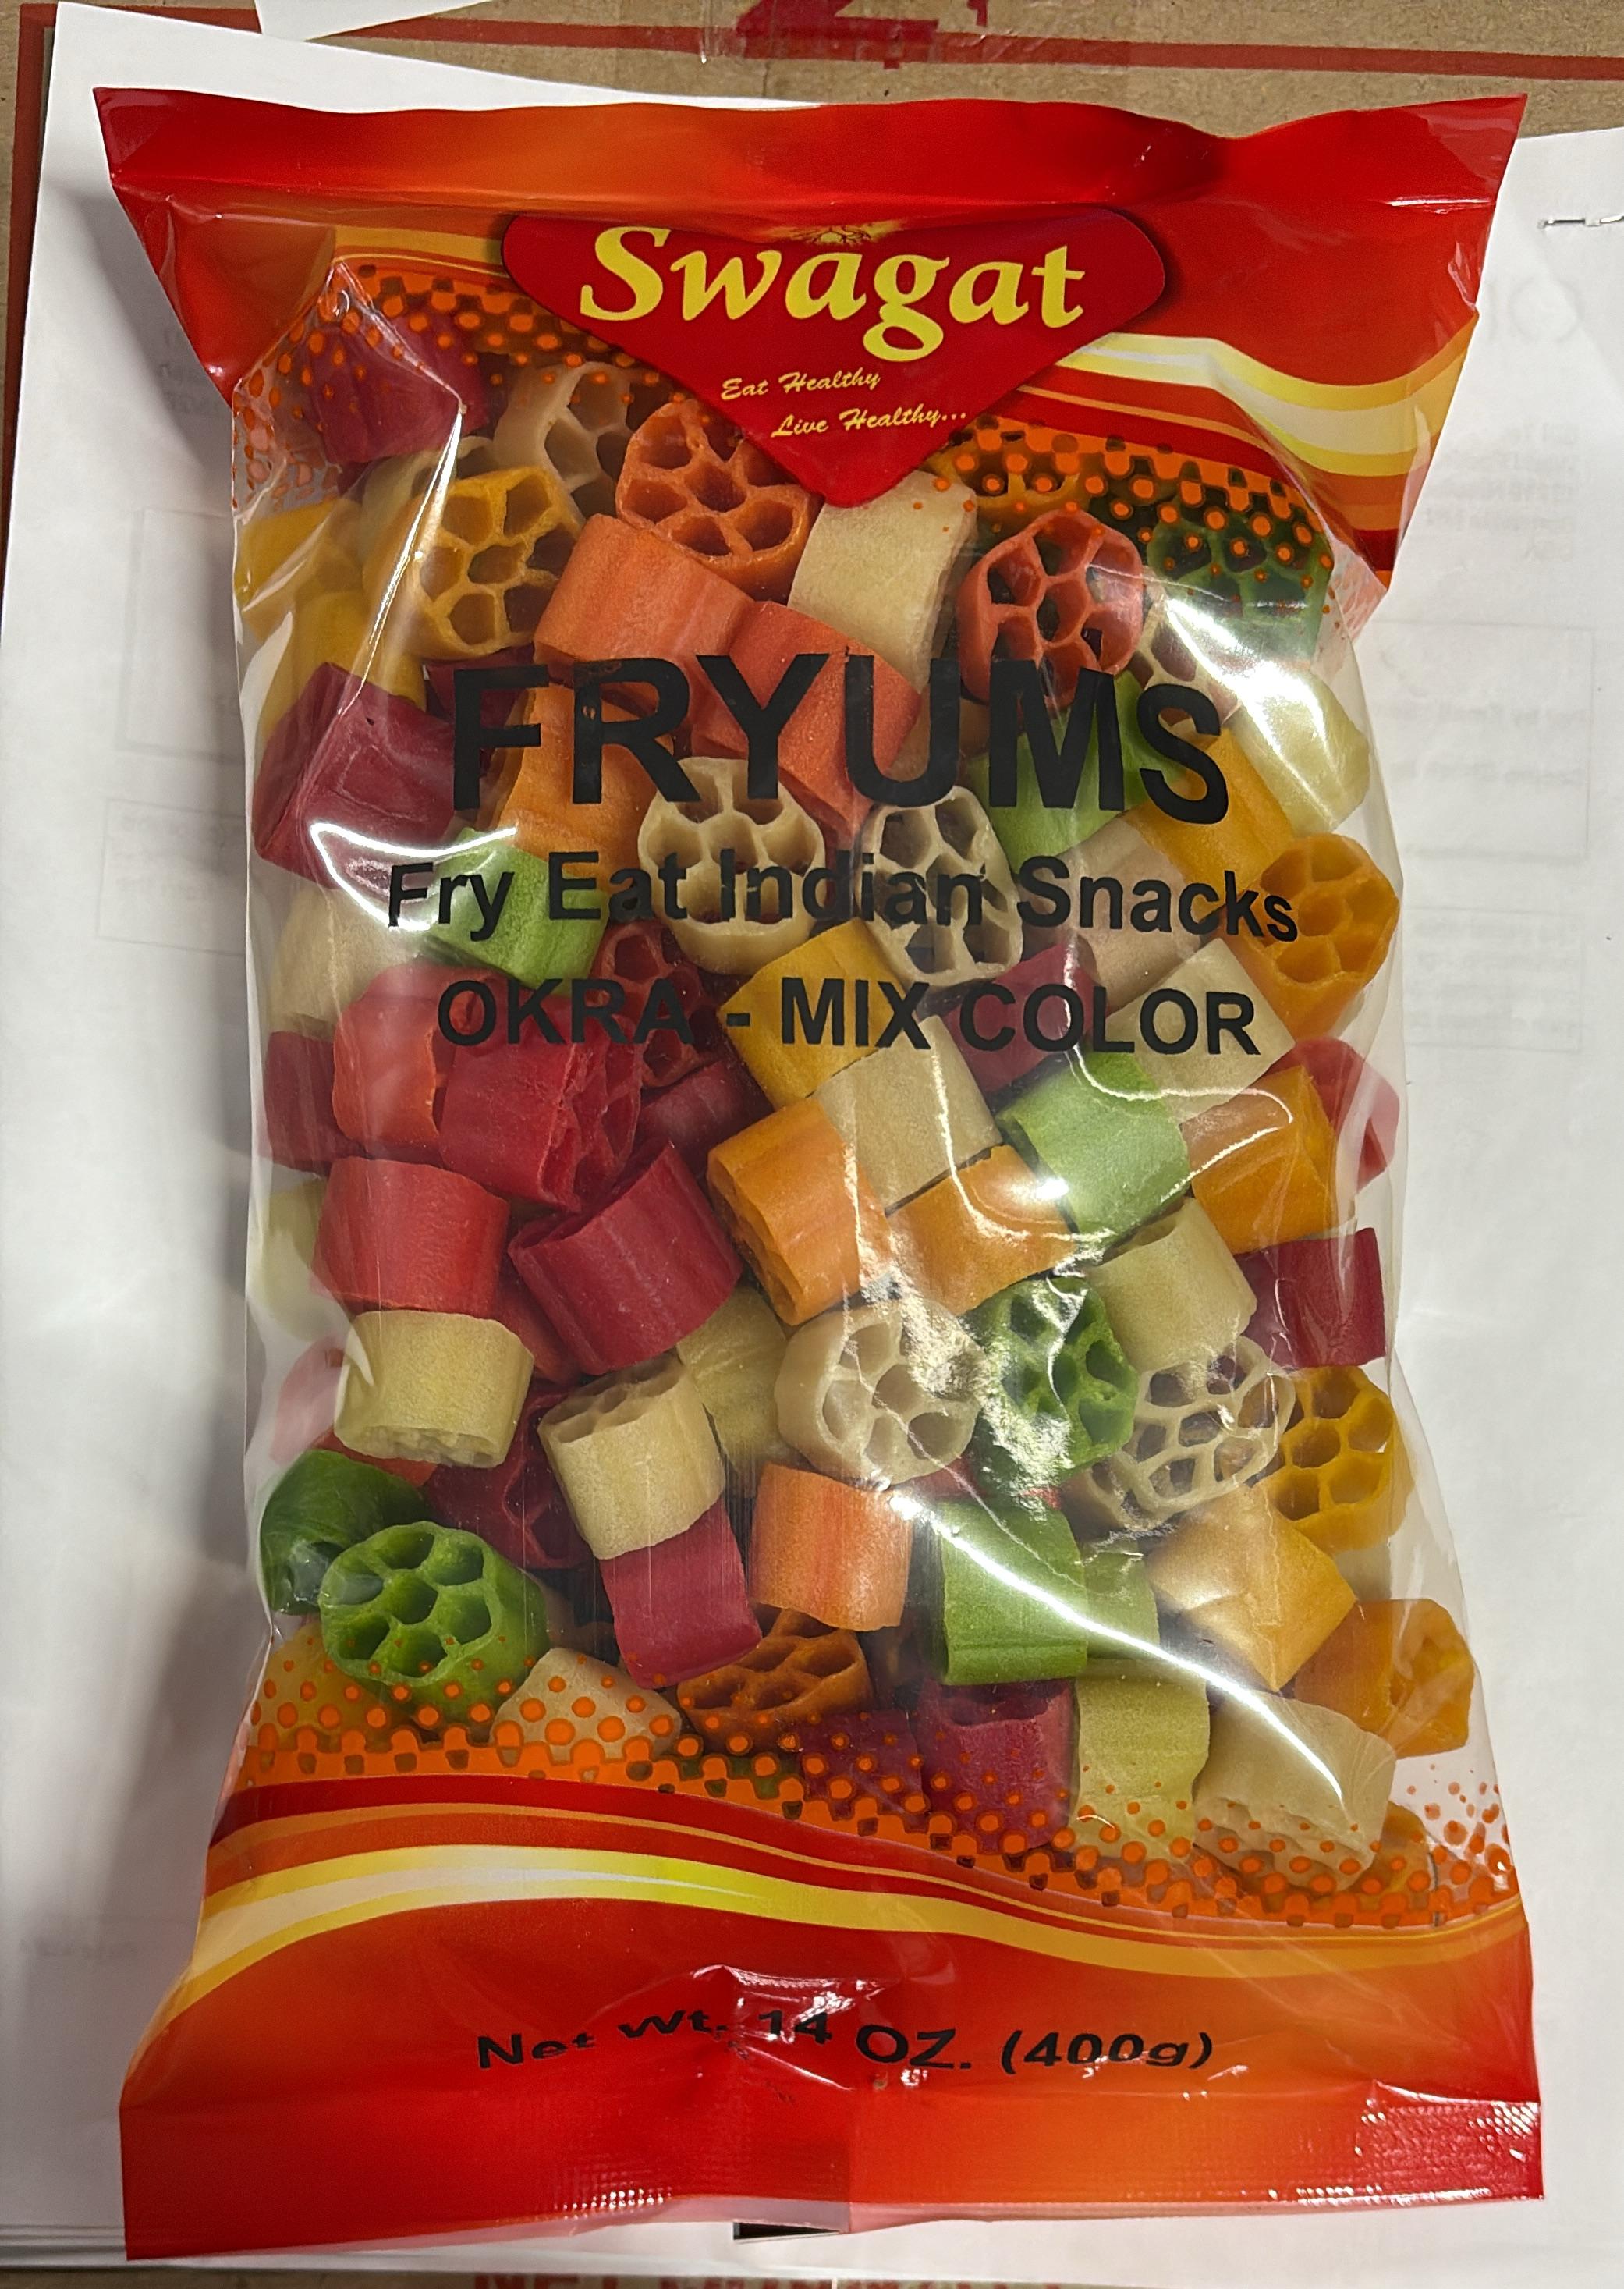 Swagat
Eat Healthy
Live Healthy...
FRYUMS
Fry Eat Indian Snacks
OKRA - MIX COLOR
Net Wt. 14 OZ. (400g)